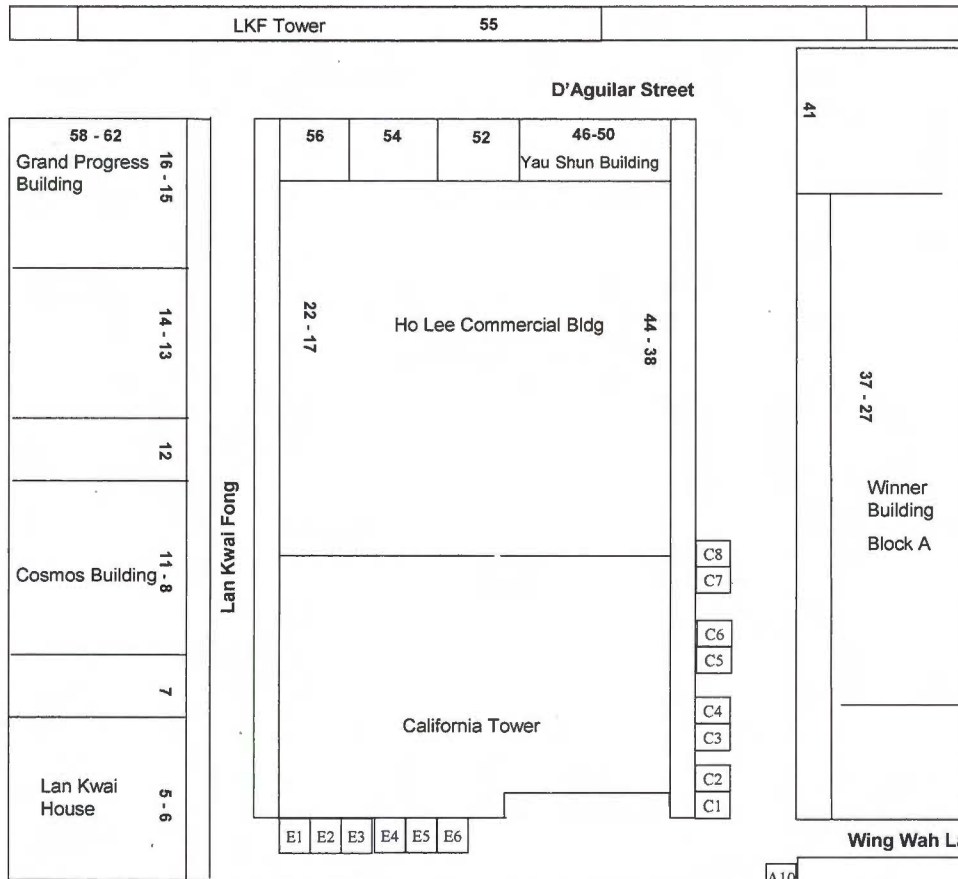 LKF Tower 55
D'Aguilar Street
41
58 - 62
Grand Progress
Building
16 - 15
56
54
52
46-50
Yau Shun Building
14 - 13
22 - 17
Ho Lee Commercial Bldg
44 - 38
37 - 27
12
Winner
Building
Block A
Lan Kwai Fong
Cosmos Building
11 - 8
C8
C7
C6
C5
7
C4
C3
California Tower
C2
C1
Lan Kwai
House
5 - 6
E1 E2 E3 E4 E5 E6
Wing Wah La
A10